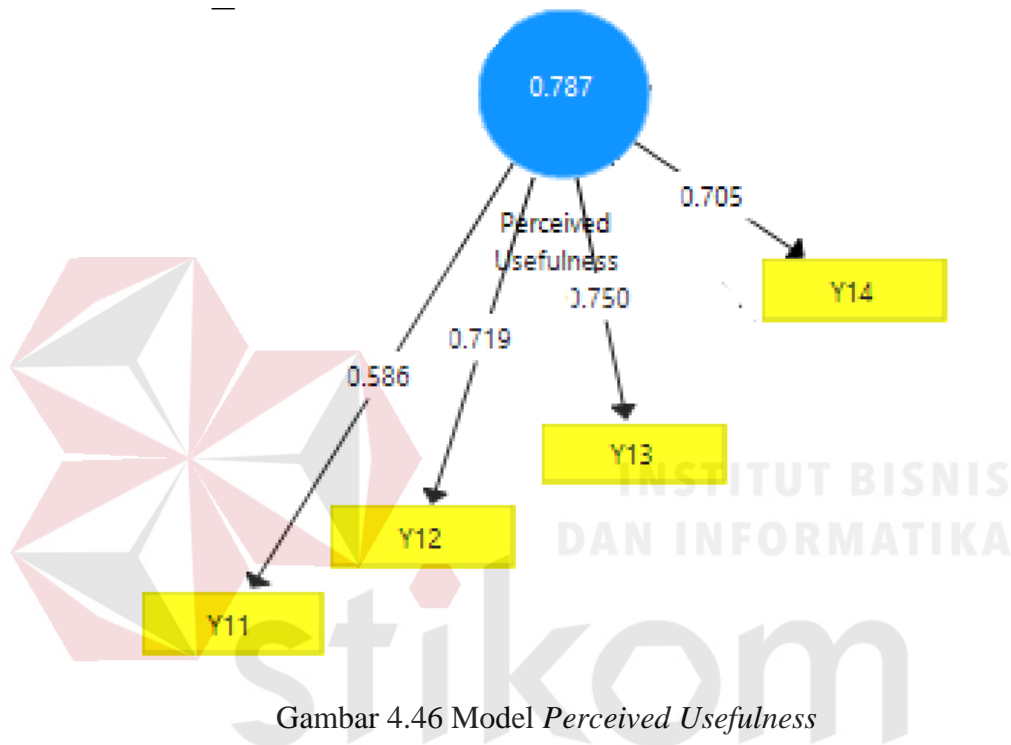 0.787
0.705
Perceived
Usefulness
Y14
0.750
0.719
0.586
Y13
INSTITUT BISNIS
Y12
DAN INFORMATIKA
Y11
stikom
Gambar 4.46 Model Perceived Usefulness